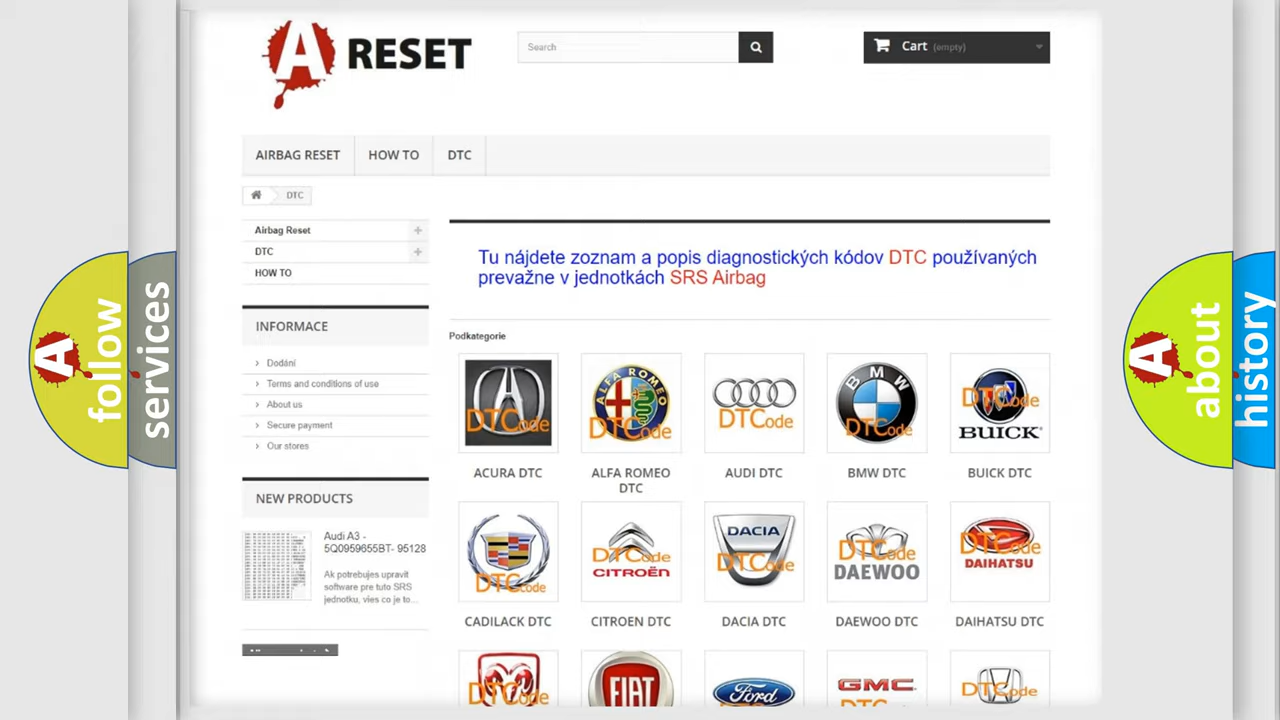 A RESET
Search
Cart (empty)
AIRBAG RESET
HOW TO
DTC
DTC
Airbag Reset
DTC
HOW TO
INFORMACE
Dodání
Terms and conditions of use
About us
Secure payment
Our stores
NEW PRODUCTS
Audi A3 -
5Q0959655BT- 95128
Ak potrebujes upravit
software pre tuto SRS
jednotku, vies co je to...
Tu nájdete zoznam a popis diagnostických kódov DTC používaných
prevažne v jednotkách SRS Airbag
Podkategorie
DTCode
ALFA ROMEO
DTCode
DTCode
BMW
DTCode
DTCode
BUICK
ACURA DTC
ALFA ROMEO
DTC
AUDI DTC
BMW DTC
BUICK DTC
DTCode
DTCode
CITROËN
DACIA
DTCode
DTCode
DAEWOO
DTCode
DAIHATSU
CADILACK DTC
CITROEN DTC
DACIA DTC
DAEWOO DTC
DAIHATSU DTC
DTCode
FIAT
Ford
GMC
DTCode
A
follow
services
A
about
history